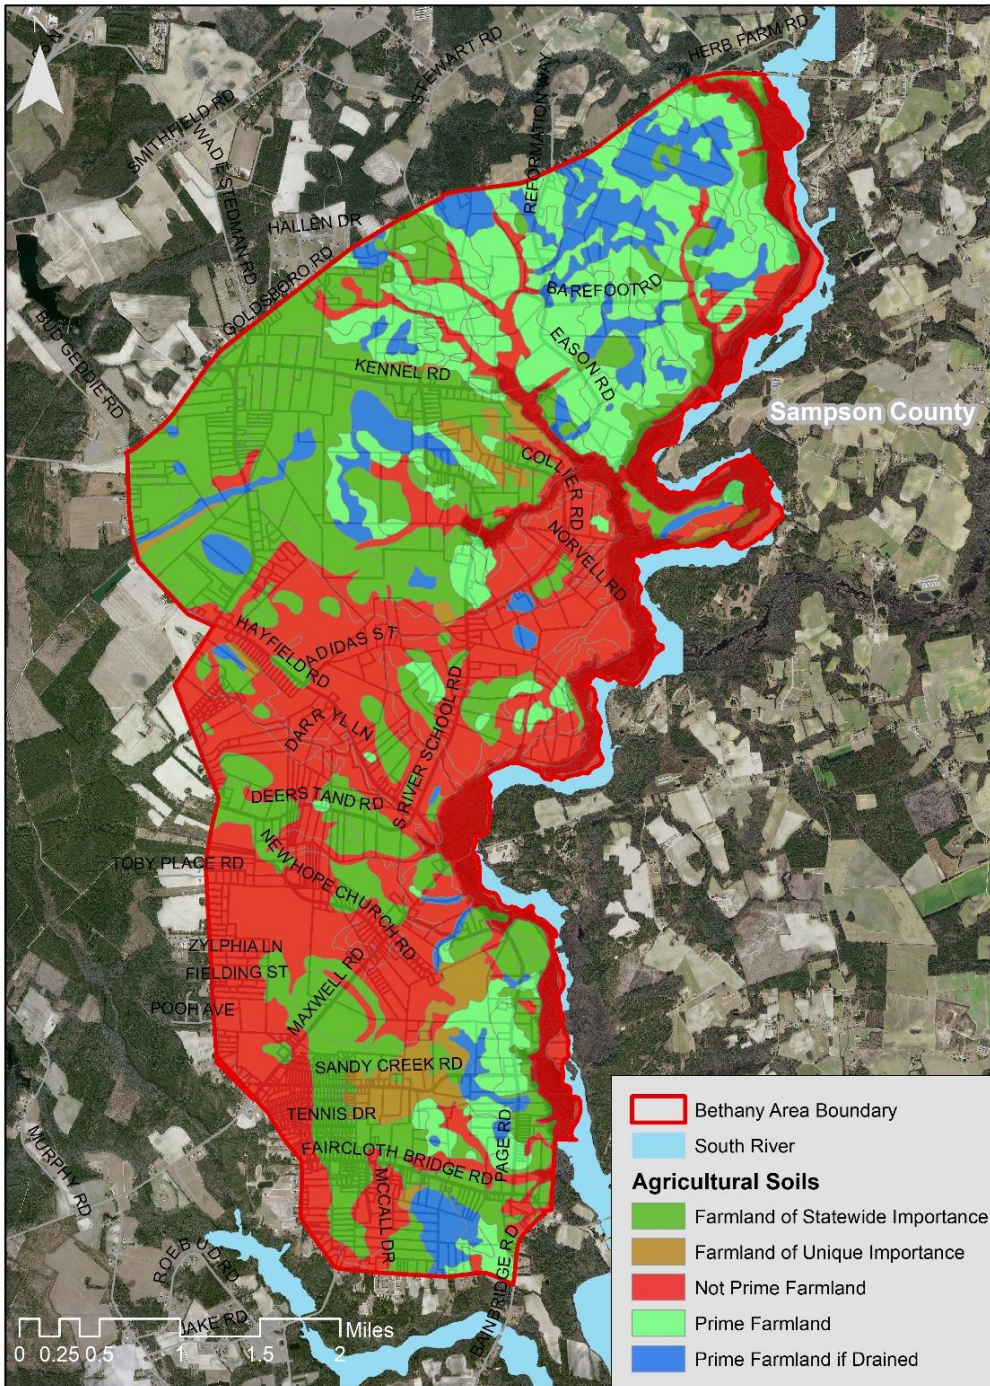 N
HERB FARM RD
STEWART RD
REFORMATION WAY
SMITHFIELD RD
WADE STEDMAN RD
HALLEN DR
GOLDSBORO RD
BUD GEDDIE RD
BAREFOOT RD
EASON RD
KENNEL RD
Sampson County
COLLIER RD
NORVELL RD
HAYFIELD RD
ADIDAS ST
DARRYL LN
S RIVER SCHOOL RD
DEERSTAND RD
NEW HOPE CHURCH RD
TOBY PLACE RD
ZYLPHIA LN
FIELDING ST
MAXWELL RD
POOH AVE
SANDY CREEK RD
TENNIS DR
FAIRCLOTH BRIDGE RD
PAGE RD
MCCALL DR
MURPHY RD
ROEBUD RD
JAKE RD
BAINBRIDGE RD
Miles
0 0.25 0.5 1 1.5 2
Bethany Area Boundary
South River
Agricultural Soils
Farmland of Statewide Importance
Farmland of Unique Importance
Not Prime Farmland
Prime Farmland
Prime Farmland if Drained